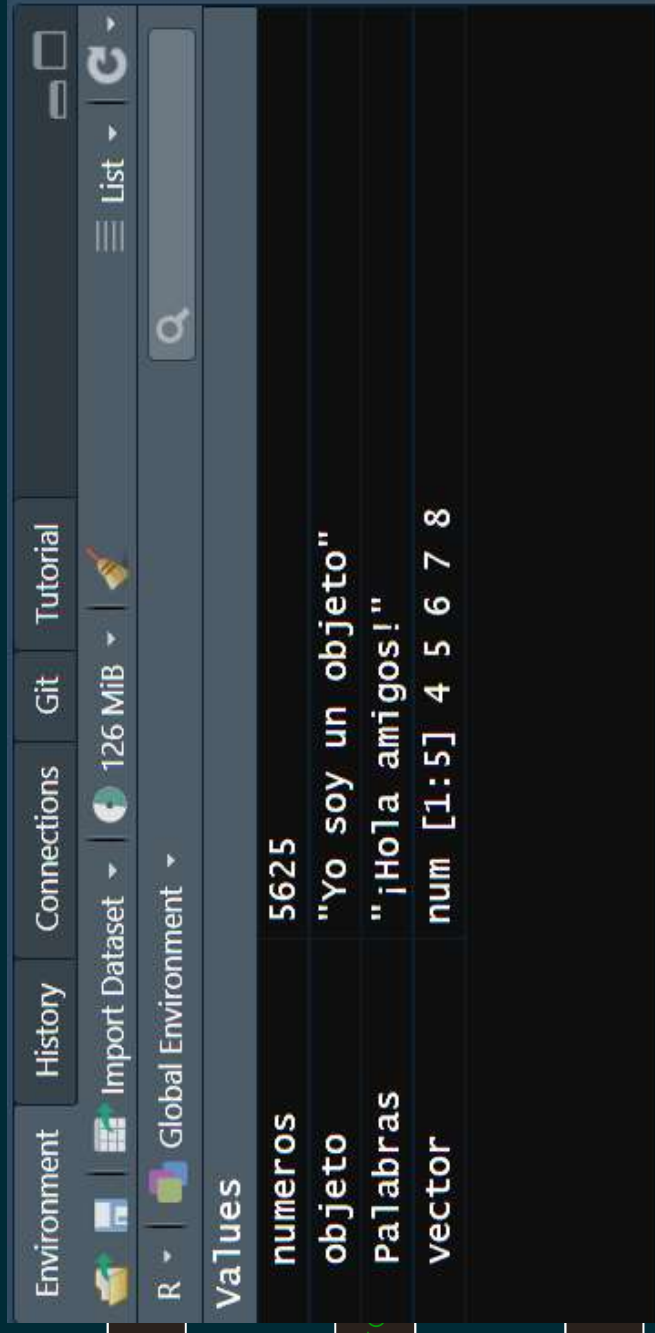 Environment History Connections Git Tutorial
Import Dataset 126 MiB List
R Global Environment
Values
numeros 5625
objeto "Yo soy un objeto"
Palabras "¡Hola amigos!"
vector num [1:5] 4 5 6 7 8